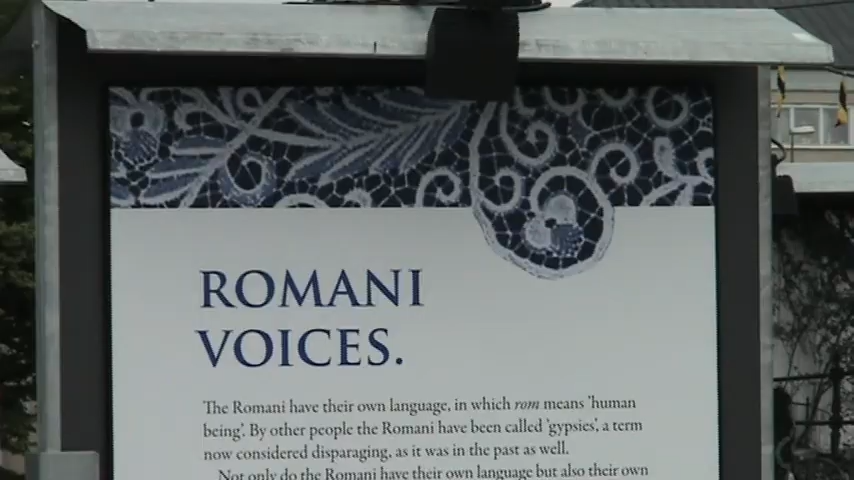 ROMANI
VOICES.
The Romani have their own language, in which rom means 'human
being'. By other people the Romani have been called 'gypsies', a term
now considered disparaging, as it was in the past as well.
Not only do the Romani have their own language but also their own